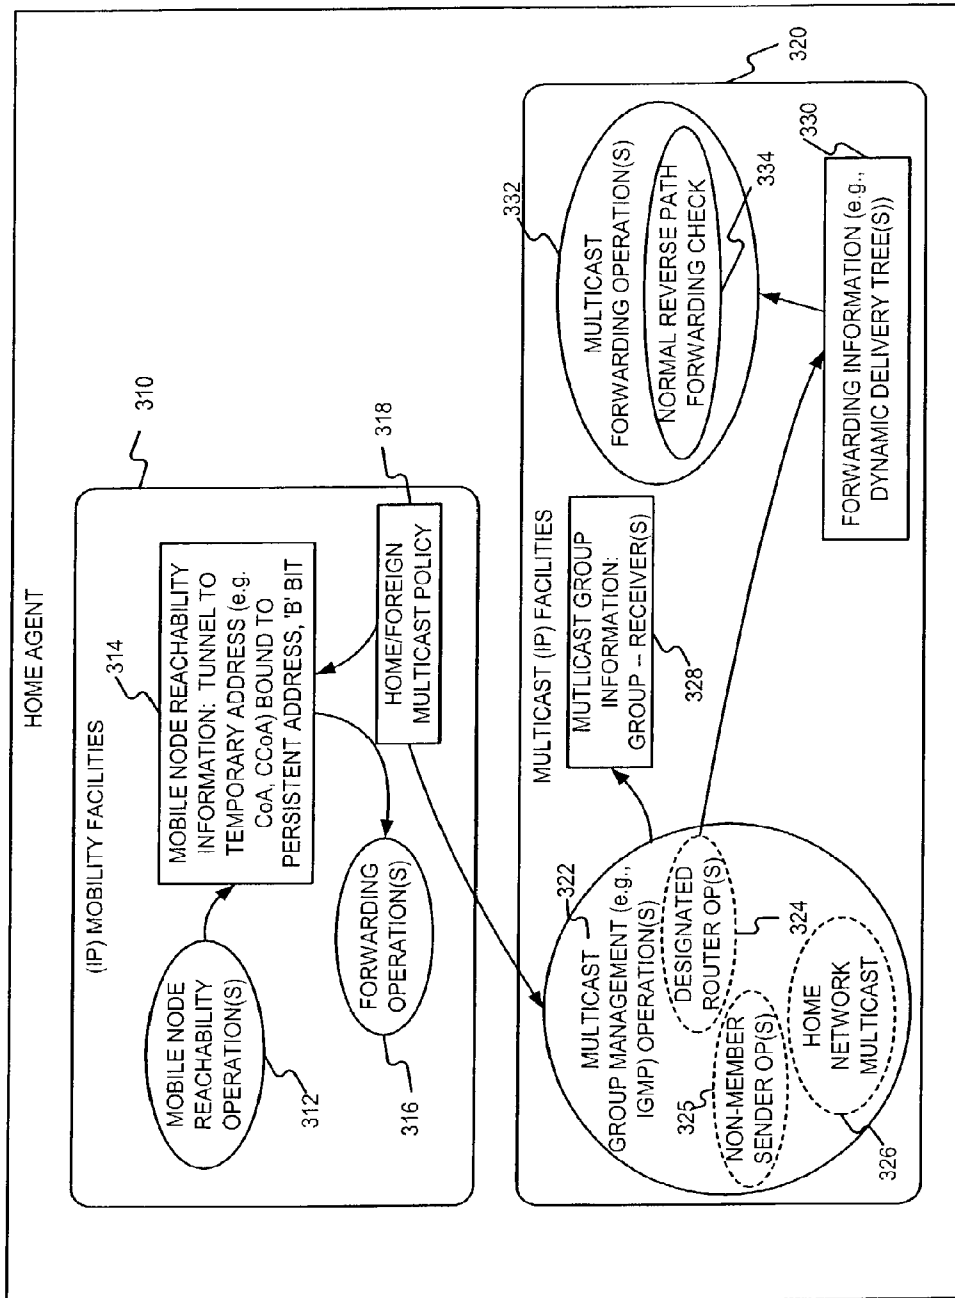 HOME AGENT
(IP) MOBILITY FACILITIES
310
MOBILE NODE
REACHABILITY
OPERATION(S)
312
314
MOBILE NODE REACHABILITY
INFORMATION: TUNNEL TO
TEMPORARY ADDRESS (e.g.
CoA, CCoA) BOUND TO
PERSISTENT ADDRESS, 'B' BIT
FORWARDING
OPERATION(S)
316
HOME/FOREIGN
MULTICAST POLICY
318
MULTICAST (IP) FACILITIES
320
322
MULTICAST
GROUP MANAGEMENT (e.g.,
IGMP) OPERATION(S)
DESIGNATED
ROUTER OP(S)
324
325
NON-MEMBER
SENDER OP(S)
HOME
NETWORK
MULTICAST
326
MUTLICAST GROUP
INFORMATION:
GROUP -- RECEIVER(S)
328
332
MULTICAST
FORWARDING OPERATION(S)
NORMAL REVERSE PATH
FORWARDING CHECK
334
330
FORWARDING INFORMATION (e.g.,
DYNAMIC DELIVERY TREE(S))